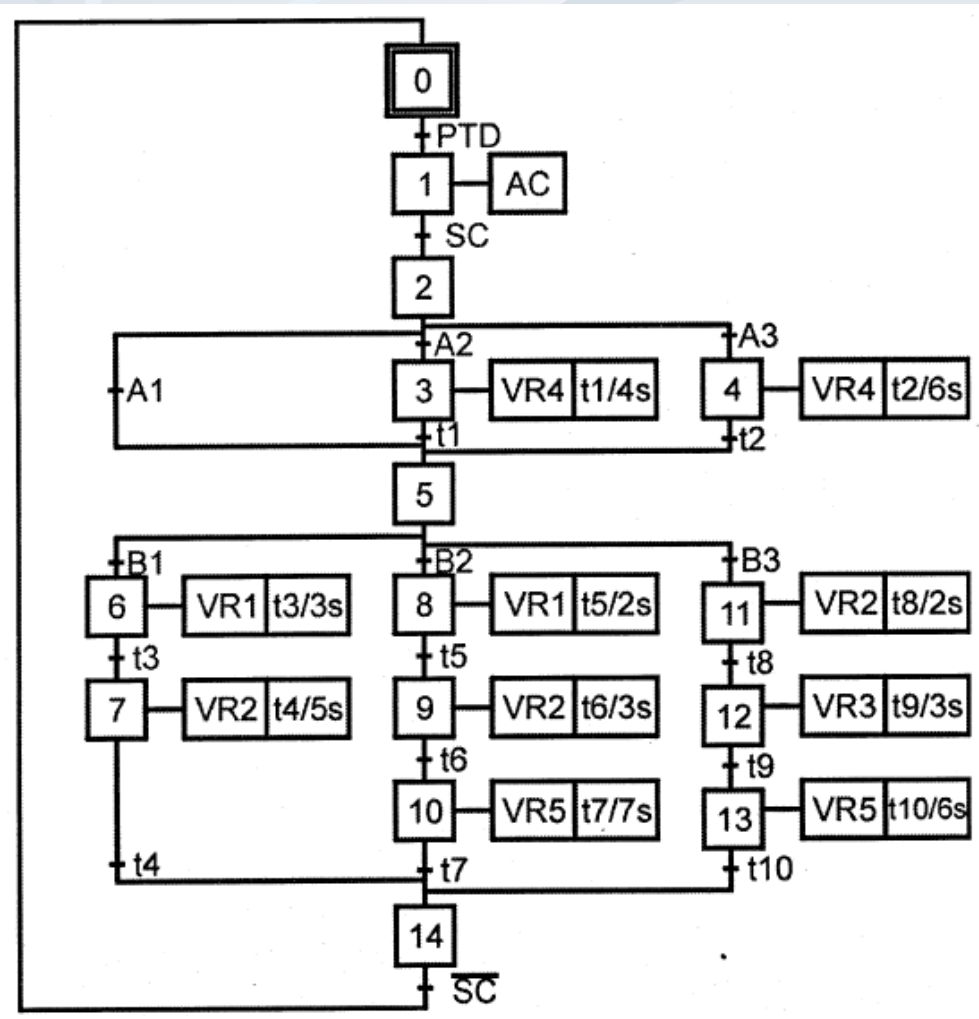 0
PTD
1 AC
SC
2
A1 A2 A3
3 VR4 t1/4s 4 VR4 t2/6s
t1 t2
5
B1 B2 B3
6 VR1 t3/3s 8 VR1 t5/2s 11 VR2 t8/2s
t3 t5 t8
7 VR2 t4/5s 9 VR2 t6/3s 12 VR3 t9/3s
t6 t9
10 VR5 t7/7s 13 VR5 t10/6s
t4 t7 t10
14
S̅C̅